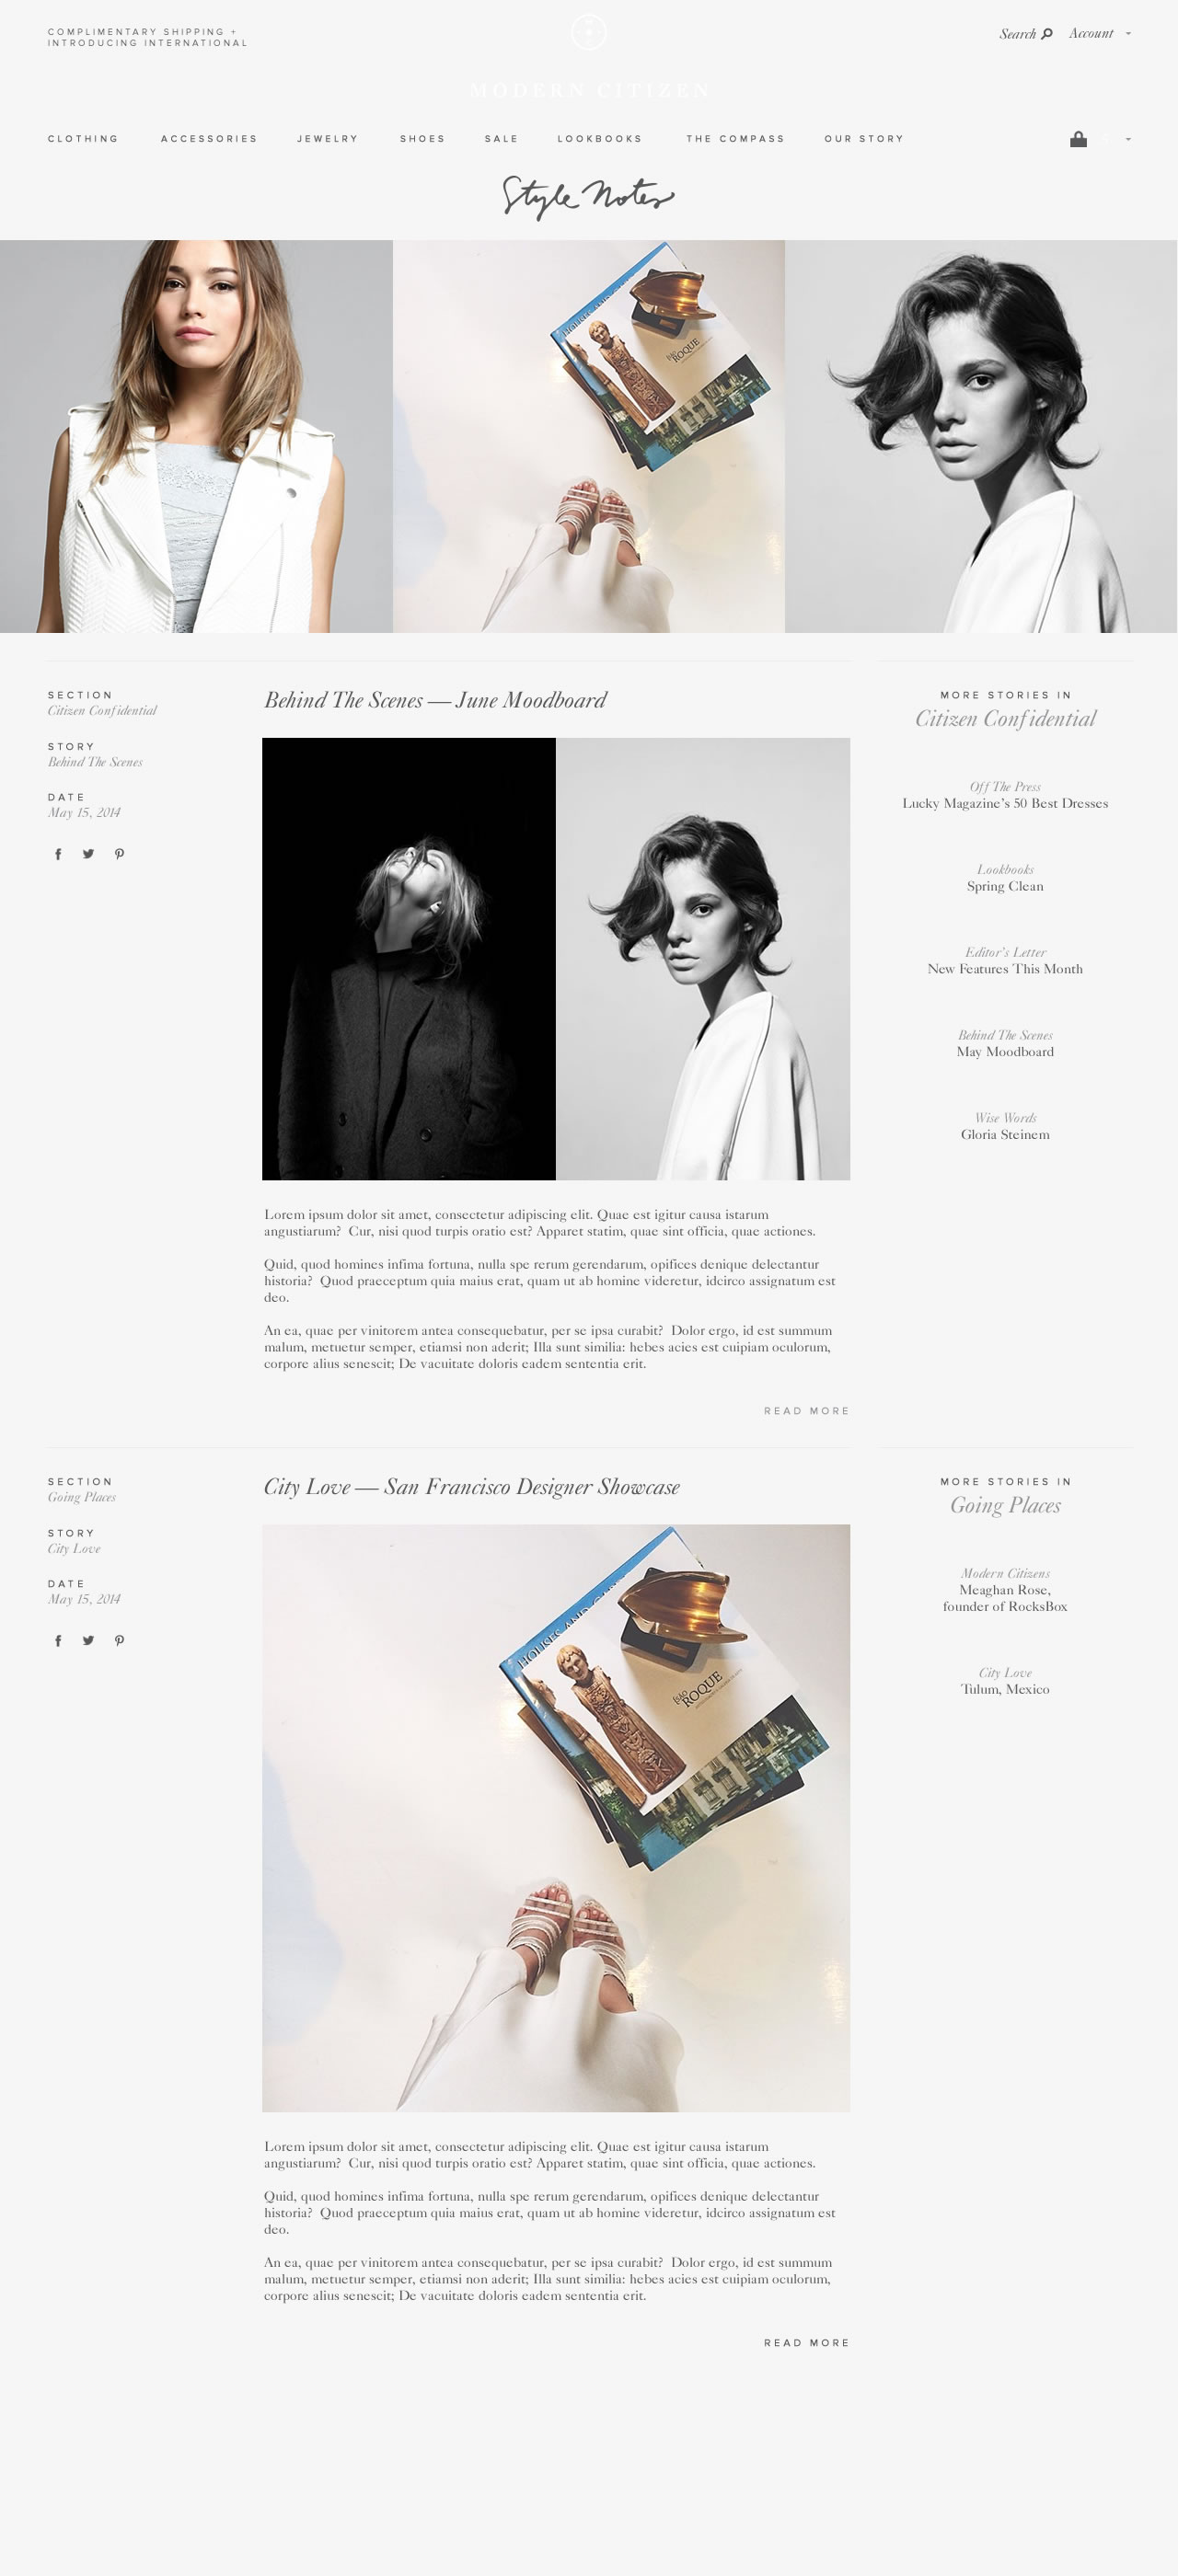 COMPLIMENTARY SHIPPING +
INTRODUCING INTERNATIONAL
Search
Account
MODERN CITIZEN
CLOTHING ACCESSORIES JEWELRY SHOES SALE LOOKBOOKS THE COMPASS OUR STORY
Style Notes
ROQUE
SECTION
Citizen Confidential
STORY
Behind The Scenes
DATE
May 15, 2014
Behind The Scenes — June Moodboard
MORE STORIES IN
Citizen Confidential
Off The Press
Lucky Magazine's 50 Best Dresses
Lookbooks
Spring Clean
Editor's Letter
New Features This Month
Behind The Scenes
May Moodboard
Wise Words
Gloria Steinem
Lorem ipsum dolor sit amet, consectetur adipiscing elit. Quae est igitur causa istarum
angustiarum?  Cur, nisi quod turpis oratio est? Apparet statim, quae sint officia, quae actiones.
Quid, quod homines infima fortuna, nulla spe rerum gerendarum, opifices denique delectantur
historia?  Quod praeceptum quia maius erat, quam ut ab homine videretur, idcirco assignatum est
deo.
An ea, quae per vinitorem antea consequebatur, per se ipsa curabit?  Dolor ergo, id est summum
malum, metuetur semper, etiamsi non aderit; Illa sunt similia: hebes acies est cuipiam oculorum,
corpore alius senescit; De vacuitate doloris eadem sententia erit.
READ MORE
SECTION
Going Places
STORY
City Love
DATE
May 15, 2014
City Love — San Francisco Designer Showcase
HOUSES AND
ROQUE
MORE STORIES IN
Going Places
Modern Citizens
Meaghan Rose,
founder of RocksBox
City Love
Tulum, Mexico
Lorem ipsum dolor sit amet, consectetur adipiscing elit. Quae est igitur causa istarum
angustiarum?  Cur, nisi quod turpis oratio est? Apparet statim, quae sint officia, quae actiones.
Quid, quod homines infima fortuna, nulla spe rerum gerendarum, opifices denique delectantur
historia?  Quod praeceptum quia maius erat, quam ut ab homine videretur, idcirco assignatum est
deo.
An ea, quae per vinitorem antea consequebatur, per se ipsa curabit?  Dolor ergo, id est summum
malum, metuetur semper, etiamsi non aderit; Illa sunt similia: hebes acies est cuipiam oculorum,
corpore alius senescit; De vacuitate doloris eadem sententia erit.
READ MORE